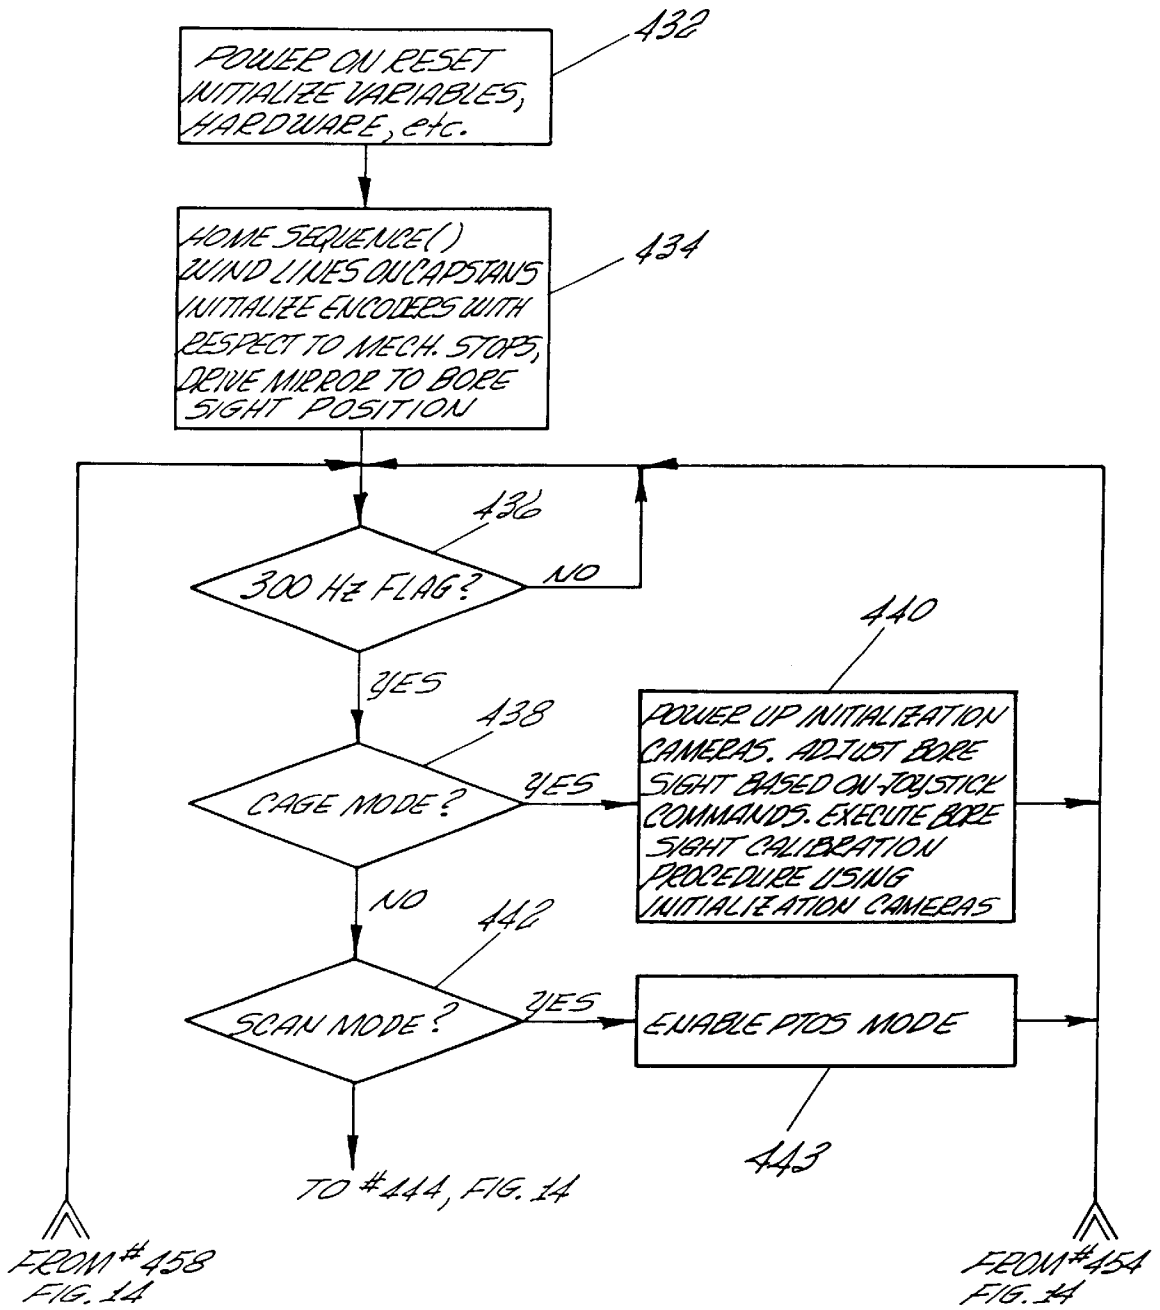 432
POWER ON RESET
INITIALIZE VARIABLES,
HARDWARE, etc.
434
HOME SEQUENCE()
WIND LINES ON CAPSTANS
INITIALIZE ENCODERS WITH
RESPECT TO MECH. STOPS,
DRIVE MIRROR TO BORE
SIGHT POSITION
436
300 HZ FLAG?
NO
YES
438
CAGE MODE?
YES
440
POWER UP INITIALIZATION
CAMERAS. ADJUST BORE
SIGHT BASED ON JOYSTICK
COMMANDS. EXECUTE BORE
SIGHT CALIBRATION
PROCEDURE USING
INITIALIZATION CAMERAS
NO
442
SCAN MODE?
YES
ENABLE PTOS MODE
443
TO #444, FIG. 14
FROM #458
FIG. 14
FROM #454
FIG. 14